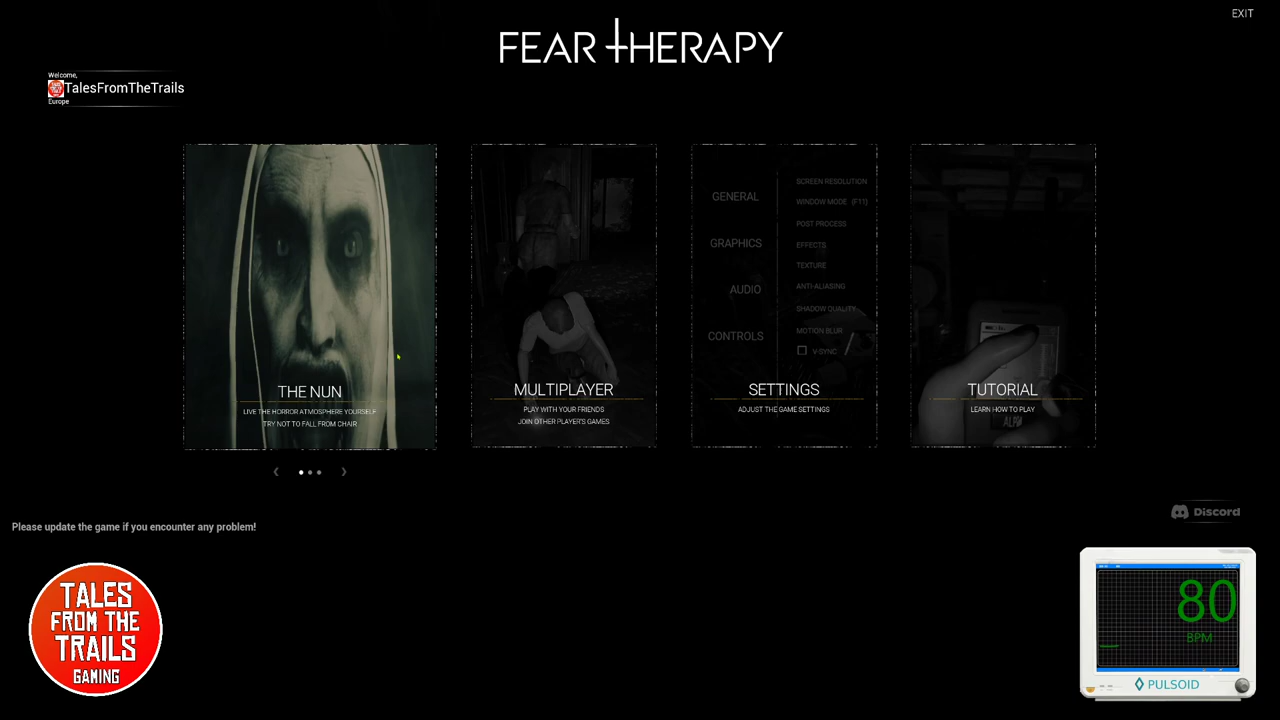 EXIT
FEAR THERAPY
Welcome,
TalesFromTheTrails
Europe
THE NUN
LIVE THE HORROR ATMOSPHERE YOURSELF
TRY NOT TO FALL FROM CHAIR
MULTIPLAYER
PLAY WITH YOUR FRIENDS
JOIN OTHER PLAYER'S GAMES
GENERAL
GRAPHICS
AUDIO
CONTROLS
SCREEN RESOLUTION
WINDOW MODE (F11)
POST PROCESS
EFFECTS
TEXTURE
ANTI-ALIASING
SHADOW QUALITY
MOTION BLUR
V-SYNC
SETTINGS
ADJUST THE GAME SETTINGS
TUTORIAL
LEARN HOW TO PLAY
Discord
Please update the game if you encounter any problem!
TALES
FROM THE
TRAILS
GAMING
80
BPM
PULSOID